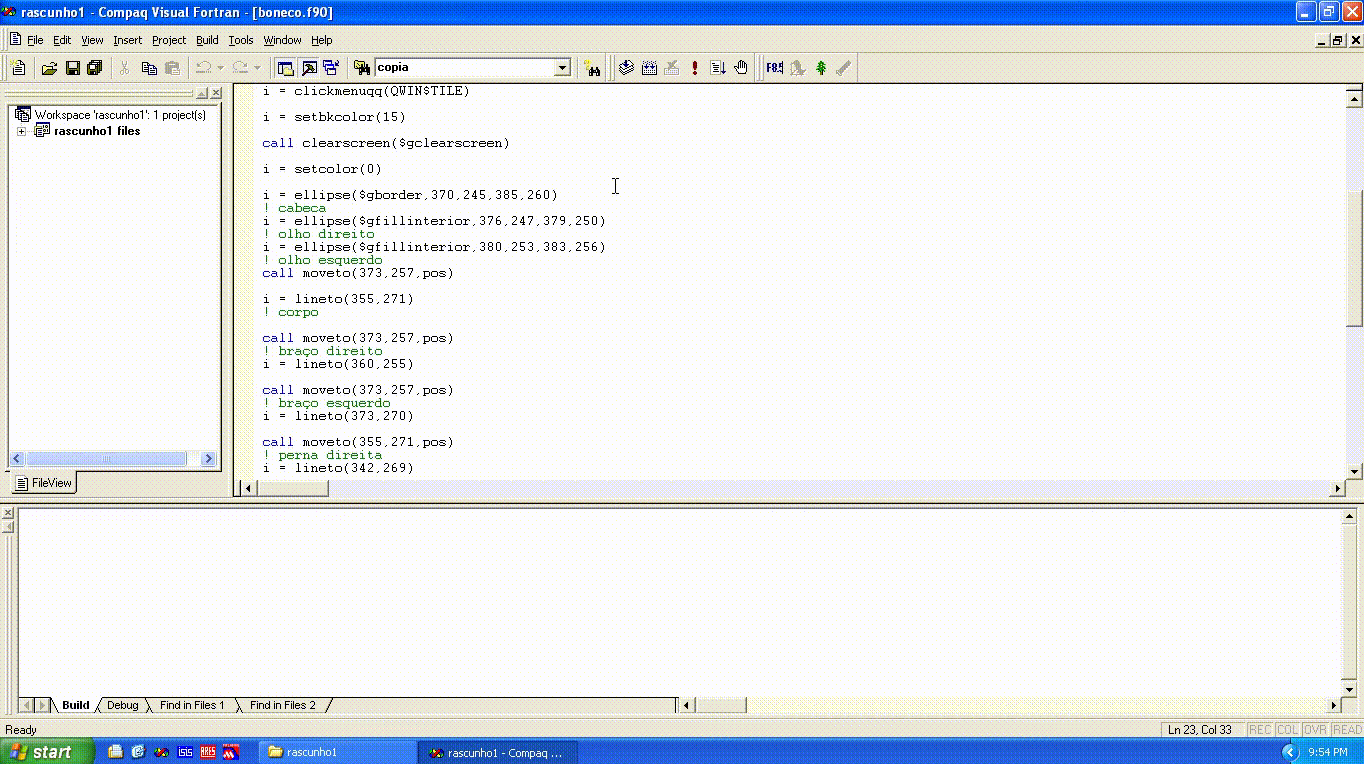 rascunho1 - Compaq Visual Fortran - [boneco.f90]
File Edit View Insert Project Build Tools Window Help
copia
Workspace 'rascunho1': 1 project(s)
rascunho1 files
FileView
i = clickmenuqq(QWIN$TILE)
i = setbkcolor(15)
call clearscreen($gclearscreen)
i = setcolor(0)
i = ellipse($gborder,370,245,385,260)
! cabeca
i = ellipse($gfillinterior,376,247,379,250)
! olho direito
i = ellipse($gfillinterior,380,253,383,256)
! olho esquerdo
call moveto(373,257,pos)
i = lineto(355,271)
! corpo
call moveto(373,257,pos)
! braço direito
i = lineto(360,255)
call moveto(373,257,pos)
! braço esquerdo
i = lineto(373,270)
call moveto(355,271,pos)
! perna direita
i = lineto(342,269)
Build Debug Find in Files 1 Find in Files 2
Ready Ln 23, Col 33 REC COL OVR READ
start ISIS rascunho1 rascunho1 - Compaq ... 9:54 PM